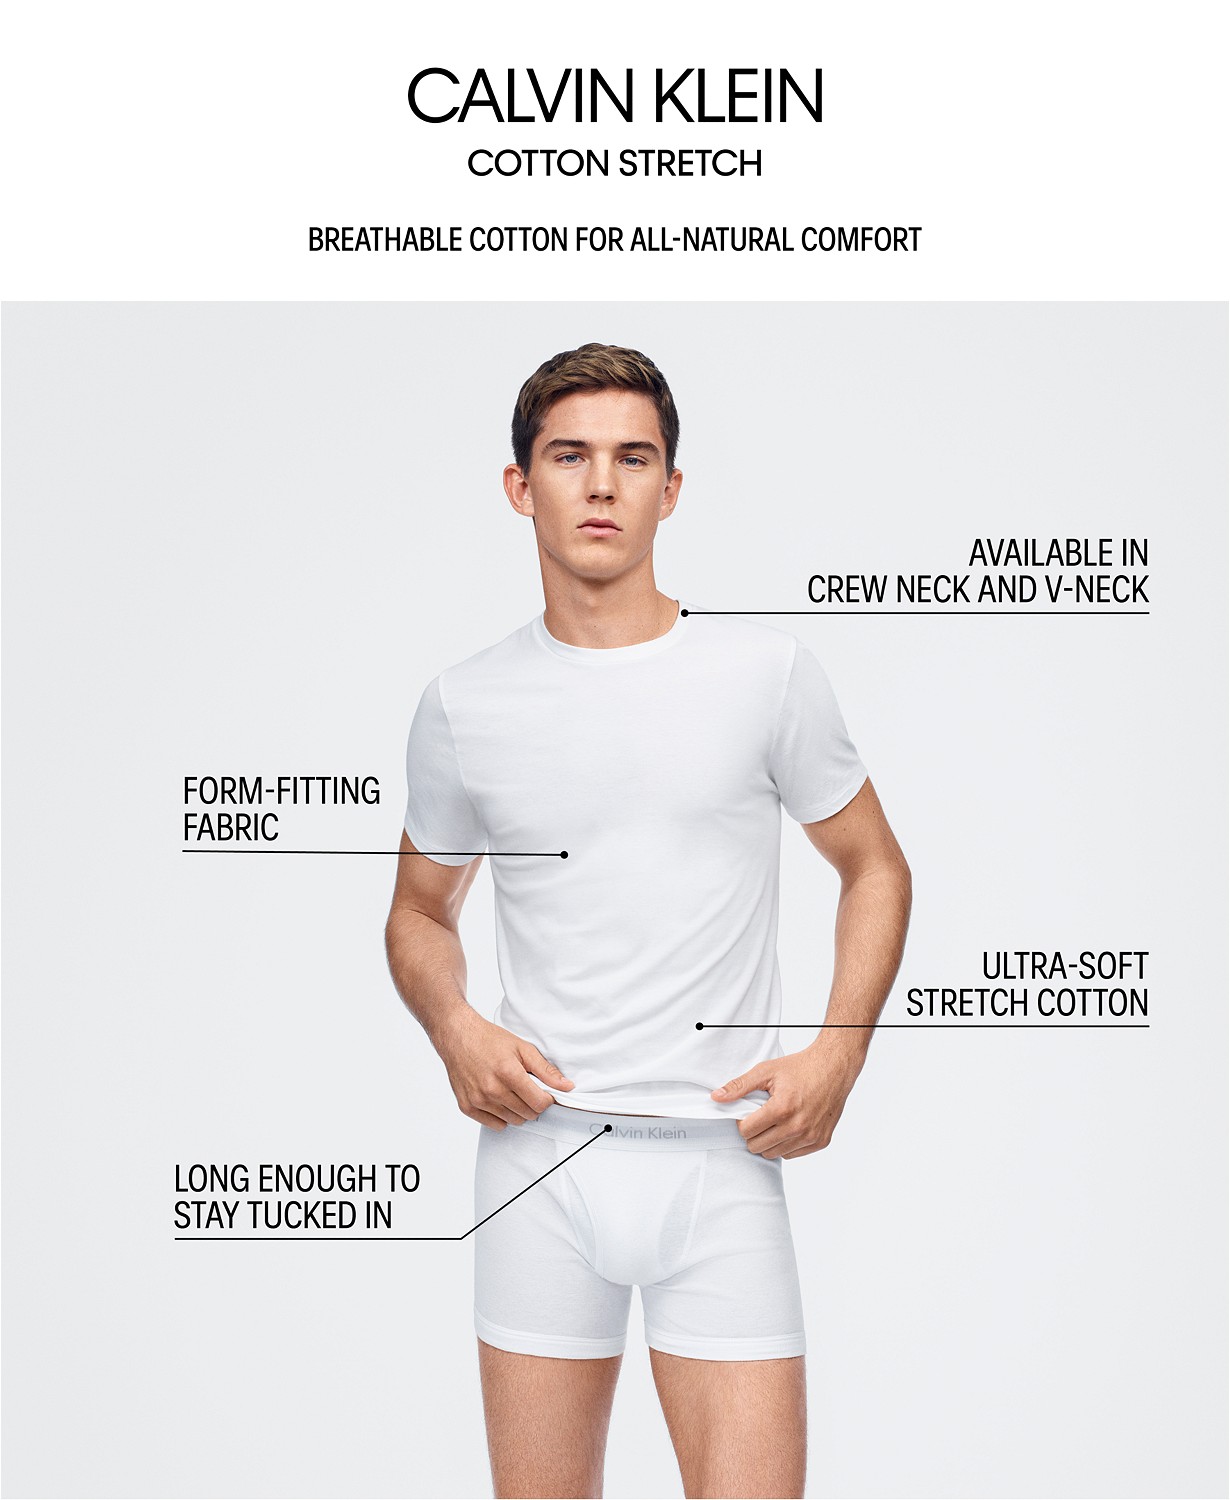 CALVIN KLEIN
COTTON STRETCH
BREATHABLE COTTON FOR ALL-NATURAL COMFORT
AVAILABLE IN
CREW NECK AND V-NECK
FORM-FITTING
FABRIC
ULTRA-SOFT
STRETCH COTTON
Calvin Klein
LONG ENOUGH TO
STAY TUCKED IN